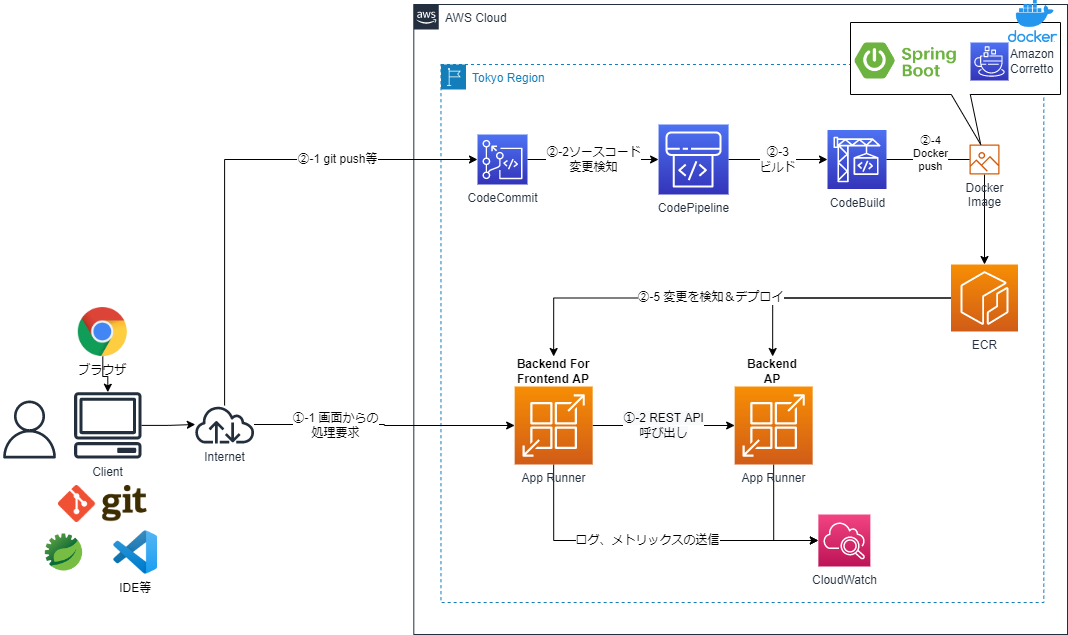 aws
AWS Cloud
docker
Spring
Boot
Amazon
Corretto
Tokyo Region
②-1 git push等
②-2ソースコード
変更検知
②-3
ビルド
②-4
Docker
push
CodeCommit
CodePipeline
CodeBuild
Docker
Image
②-5 変更を検知＆デプロイ
ECR
ブラウザ
Client
Internet
①-1 画面からの
処理要求
Backend For
Frontend AP
App Runner
①-2 REST API
呼び出し
Backend
AP
App Runner
git
IDE等
ログ、メトリックスの送信
CloudWatch